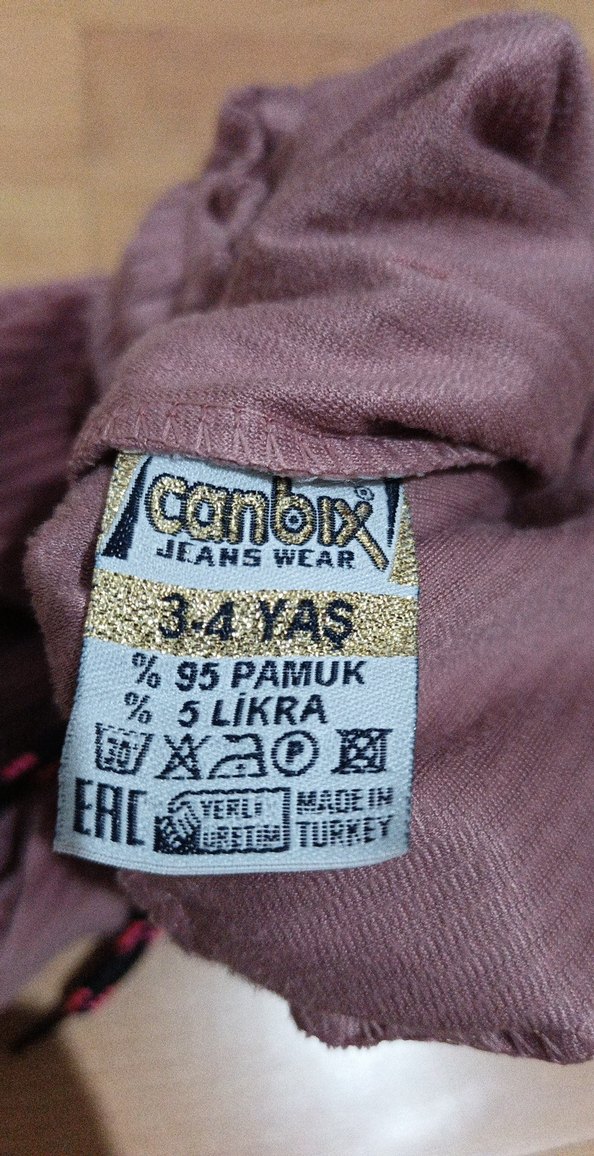 canbix
JEANS WEAR
3-4 YAŞ
% 95 PAMUK
% 5 LİKRA
30°
P
EAC
YERLİ
ÜRETİM
MADE IN
TURKEY